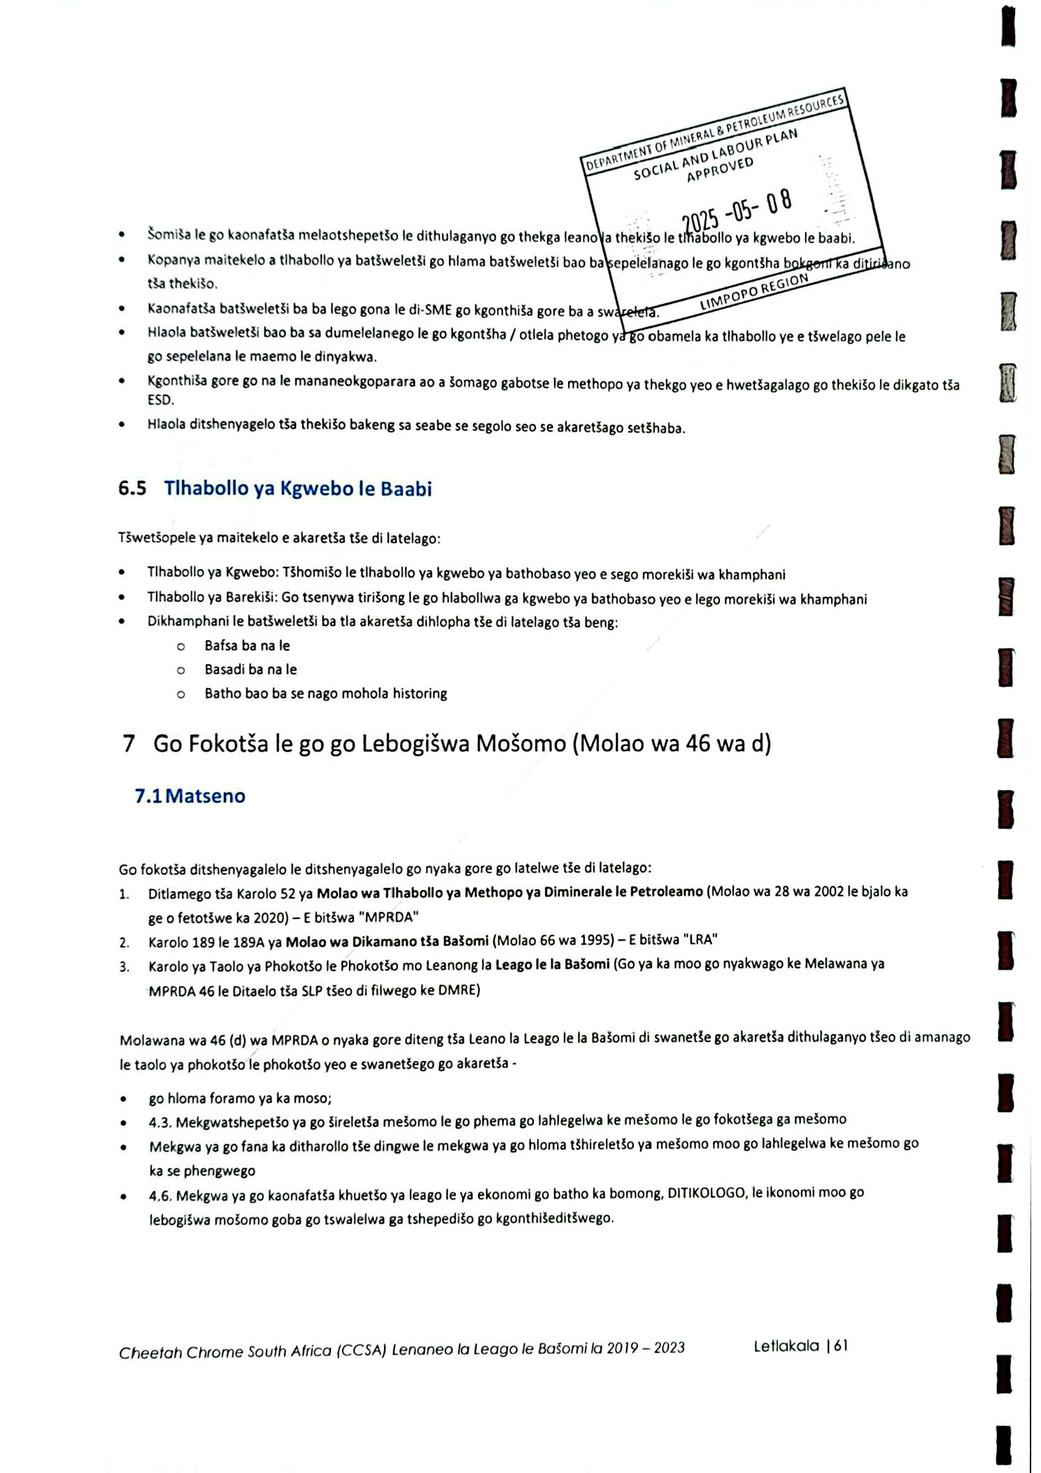 DEPARTMENT OF MINERAL & PETROLEUM RESOURCES
SOCIAL AND LABOUR PLAN
APPROVED
2025 -05- 08
LIMPOPO REGION
• Šomiša le go kaonafatša melaotshepetšo le dithulaganyo go thekga leano la thekišo le tlhabollo ya kgwebo le baabi.
• Kopanya maitekelo a tlhabollo ya batšweletši go hlama batšweletši bao ba sepelelanago le go kgontšha bokgoni ka ditirišano
tša thekišo.
• Kaonafatša batšweletši ba ba lego gona le di-SME go kgonthiša gore ba a swarelela.
• Hlaola batšweletši bao ba sa dumelelanego le go kgontšha / otlela phetogo ya go obamela ka tlhabollo ye e tšwelago pele le
go sepelelana le maemo le dinyakwa.
• Kgonthiša gore go na le mananeokgoparara ao a šomago gabotse le methopo ya thekgo yeo e hwetšagalago go thekišo le dikgato tša
ESD.
• Hlaola ditshenyagelo tša thekišo bakeng sa seabe se segolo seo se akaretšago setšhaba.
6.5 Tlhabollo ya Kgwebo le Baabi
Tšwetšopele ya maitekelo e akaretša tše di latelago:
• Tlhabollo ya Kgwebo: Tšhomišo le tlhabollo ya kgwebo ya bathobaso yeo e sego morekiši wa khamphani
• Tlhabollo ya Barekiši: Go tsenywa tirišong le go hlabollwa ga kgwebo ya bathobaso yeo e lego morekiši wa khamphani
• Dikhamphani le batšweletši ba tla akaretša dihlopha tše di latelago tša beng:
o Bafsa ba na le
o Basadi ba na le
o Batho bao ba se nago mohola historing
7 Go Fokotša le go go Lebogišwa Mošomo (Molao wa 46 wa d)
7.1 Matseno
Go fokotša ditshenyagalelo le ditshenyagalelo go nyaka gore go latelwe tše di latelago:
1. Ditlamego tša Karolo 52 ya Molao wa Tlhabollo ya Methopo ya Diminerale le Petroleamo (Molao wa 28 wa 2002 le bjalo ka
ge o fetotšwe ka 2020) – E bitšwa "MPRDA"
2. Karolo 189 le 189A ya Molao wa Dikamano tša Bašomi (Molao 66 wa 1995) – E bitšwa "LRA"
3. Karolo ya Taolo ya Phokotšo le Phokotšo mo Leanong la Leago le la Bašomi (Go ya ka moo go nyakwago ke Melawana ya
MPRDA 46 le Ditaelo tša SLP tšeo di filwego ke DMRE)
Molawana wa 46 (d) wa MPRDA o nyaka gore diteng tša Leano la Leago le la Bašomi di swanetše go akaretša dithulaganyo tšeo di amanago
le taolo ya phokotšo le phokotšo yeo e swanetšego go akaretša -
• go hloma foramo ya ka moso;
• 4.3. Mekgwatshepetšo ya go šireletša mešomo le go phema go lahlegelwa ke mešomo le go fokotšega ga mešomo
• Mekgwa ya go fana ka ditharollo tše dingwe le mekgwa ya go hloma tšhireletšo ya mešomo moo go lahlegelwa ke mešomo go
ka se phengwego
• 4.6. Mekgwa ya go kaonafatša khuetšo ya leago le ya ekonomi go batho ka bomong, DITIKOLOGO, le ikonomi moo go
lebogišwa mošomo goba go tswalelwa ga tshepedišo go kgonthišeditšwego.
Cheetah Chrome South Africa (CCSA) Lenaneo la Leago le Bašomi la 2019 – 2023 Letlakala | 61